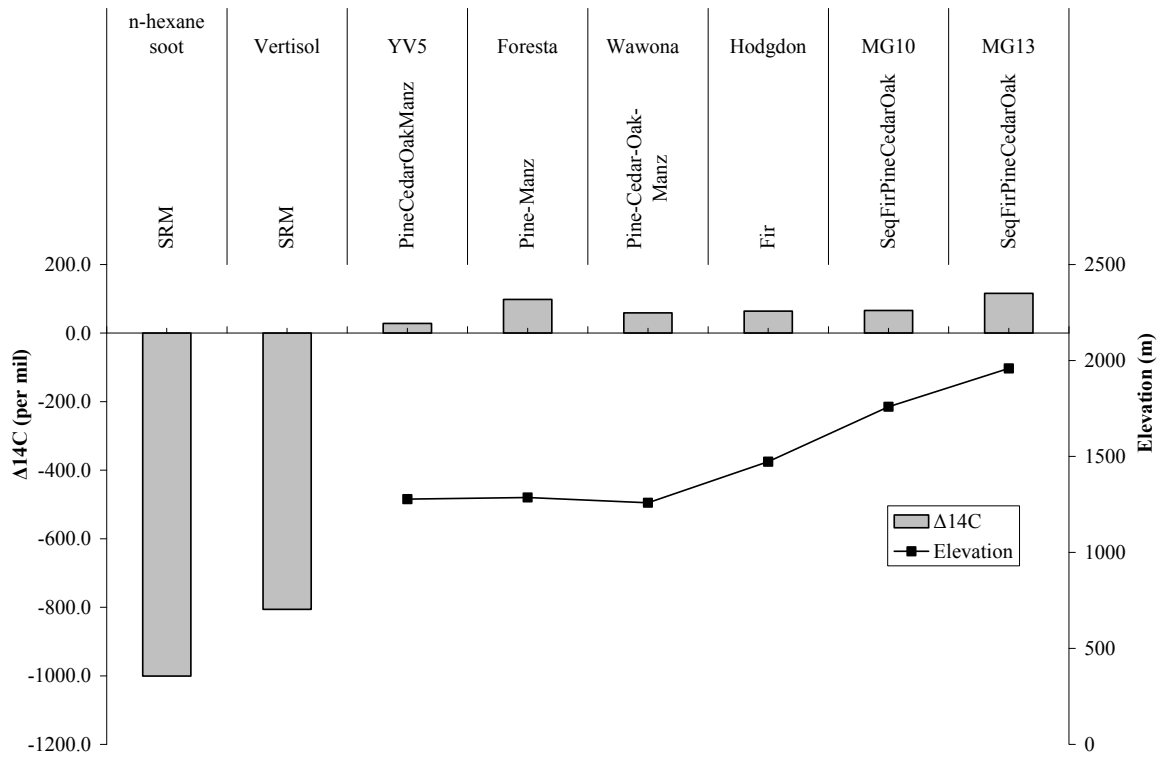 n-hexane
soot
Vertisol
YV5
Foresta
Wawona
Hodgdon
MG10
MG13
SRM
SRM
PineCedarOakManz
Pine-Manz
Pine-Cedar-Oak-
Manz
Fir
SeqFirPineCedarOak
SeqFirPineCedarOak
200.0
0.0
-200.0
-400.0
-600.0
-800.0
-1000.0
-1200.0
Δ14C (per mil)
2500
2000
1500
1000
500
0
Elevation (m)
Δ14C
Elevation